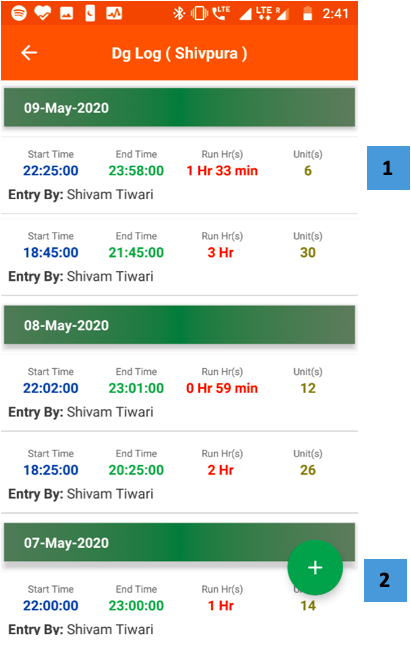 LTE LTE R 2:41
Dg Log ( Shivpura )
09-May-2020
Start Time End Time Run Hr(s) Unit(s)
22:25:00 23:58:00 1 Hr 33 min 6
1
Entry By: Shivam Tiwari
Start Time End Time Run Hr(s) Unit(s)
18:45:00 21:45:00 3 Hr 30
Entry By: Shivam Tiwari
08-May-2020
Start Time End Time Run Hr(s) Unit(s)
22:02:00 23:01:00 0 Hr 59 min 12
Entry By: Shivam Tiwari
Start Time End Time Run Hr(s) Unit(s)
18:25:00 20:25:00 2 Hr 26
Entry By: Shivam Tiwari
07-May-2020
+
2
Start Time End Time Run Hr(s)
22:00:00 23:00:00 1 Hr 14
Entry By: Shivam Tiwari